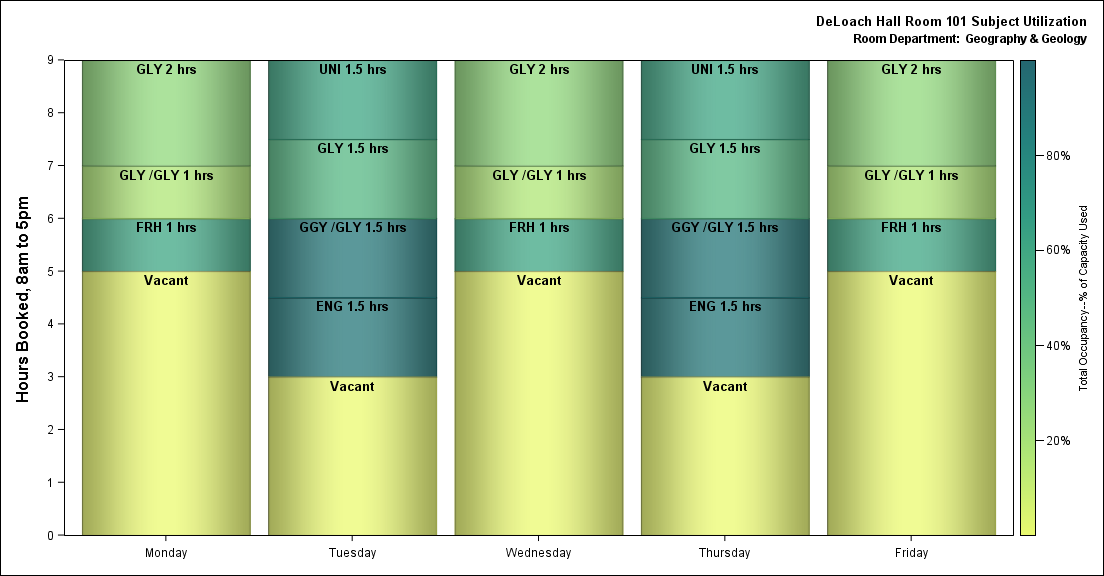 DeLoach Hall Room 101 Subject Utilization
Room Department: Geography & Geology
Hours Booked, 8am to 5pm
9
8
7
6
5
4
3
2
1
0
GLY 2 hrs
GLY /GLY 1 hrs
FRH 1 hrs
Vacant
UNI 1.5 hrs
GLY 1.5 hrs
GGY /GLY 1.5 hrs
ENG 1.5 hrs
Vacant
GLY 2 hrs
GLY /GLY 1 hrs
FRH 1 hrs
Vacant
UNI 1.5 hrs
GLY 1.5 hrs
GGY /GLY 1.5 hrs
ENG 1.5 hrs
Vacant
GLY 2 hrs
GLY /GLY 1 hrs
FRH 1 hrs
Vacant
Monday
Tuesday
Wednesday
Thursday
Friday
80%
60%
40%
20%
Total Occupancy--% of Capacity Used